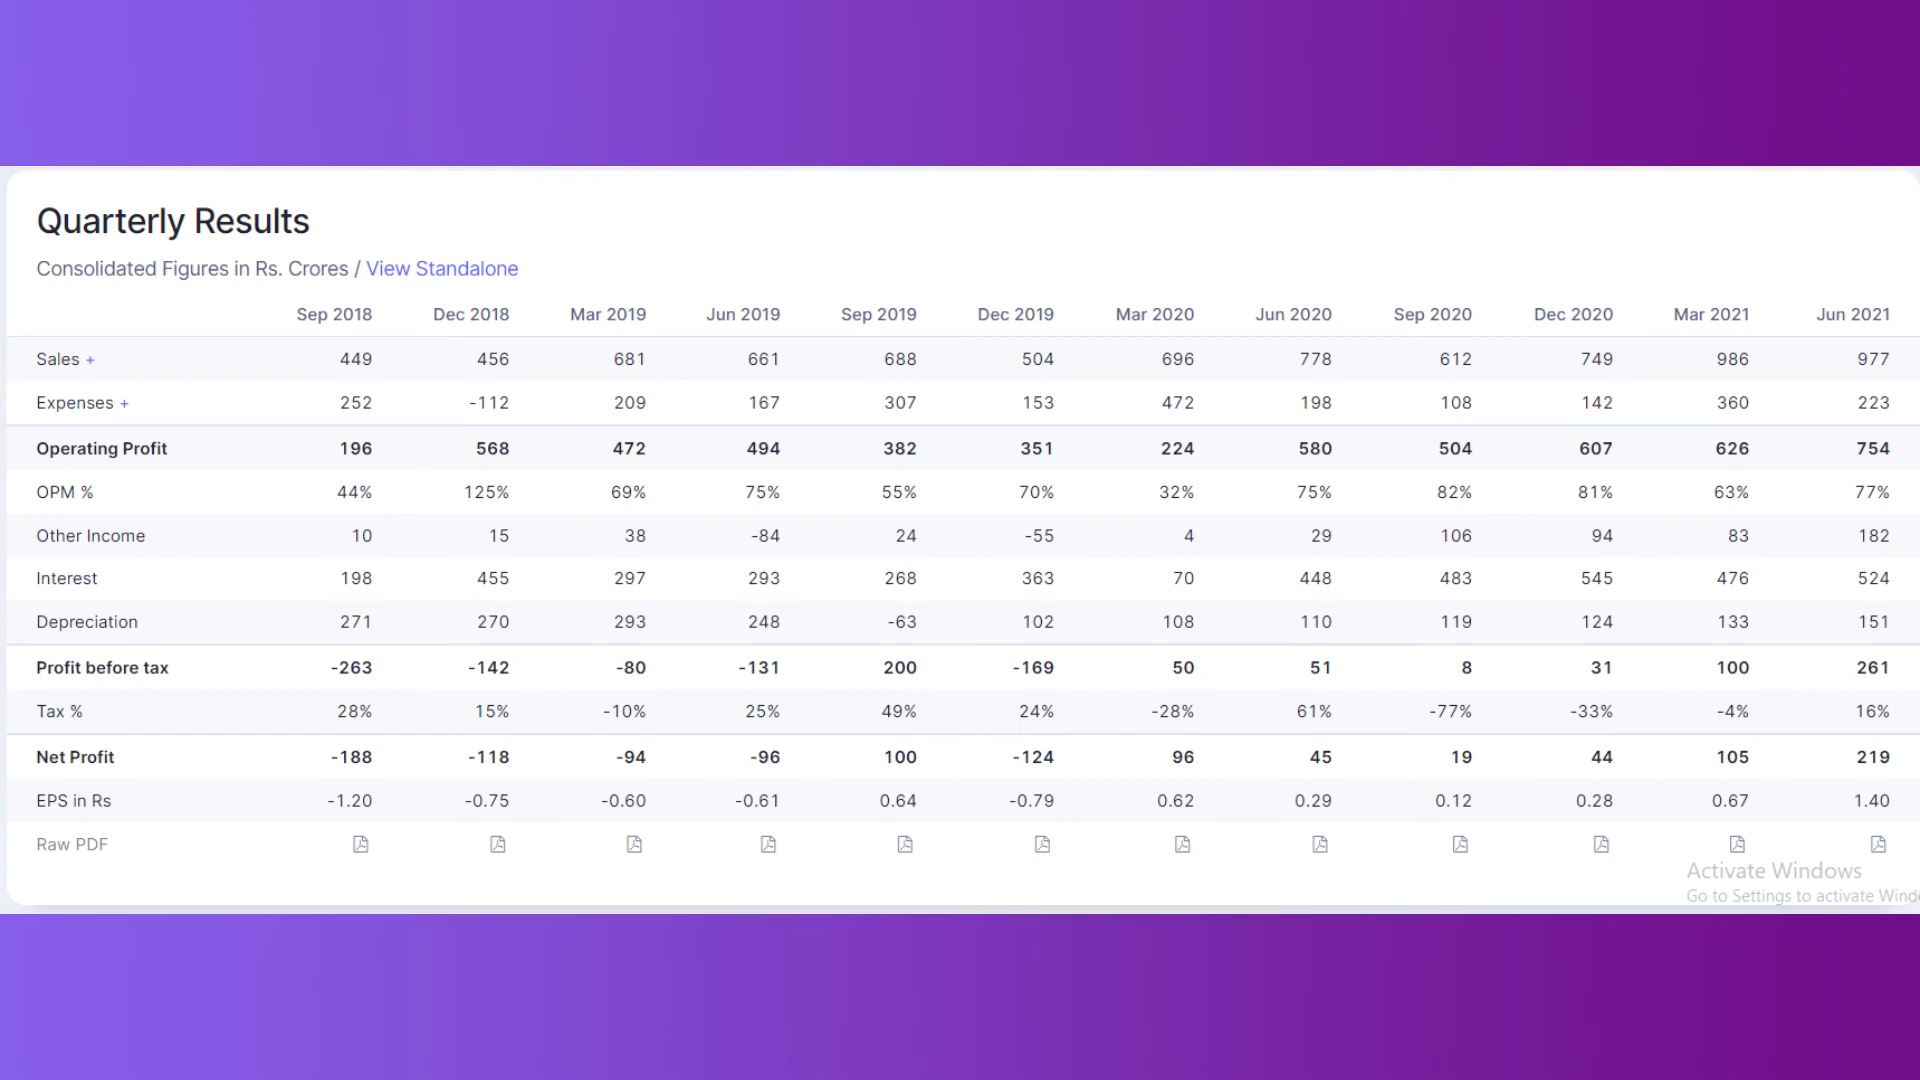 Quarterly Results
Consolidated Figures in Rs. Crores / View Standalone
Sep 2018 Dec 2018 Mar 2019 Jun 2019 Sep 2019 Dec 2019 Mar 2020 Jun 2020 Sep 2020 Dec 2020 Mar 2021 Jun 2021
Sales + 449 456 681 661 688 504 696 778 612 749 986 977
Expenses + 252 -112 209 167 307 153 472 198 108 142 360 223
Operating Profit 196 568 472 494 382 351 224 580 504 607 626 754
OPM % 44% 125% 69% 75% 55% 70% 32% 75% 82% 81% 63% 77%
Other Income 10 15 38 -84 24 -55 4 29 106 94 83 182
Interest 198 455 297 293 268 363 70 448 483 545 476 524
Depreciation 271 270 293 248 -63 102 108 110 119 124 133 151
Profit before tax -263 -142 -80 -131 200 -169 50 51 8 31 100 261
Tax % 28% 15% -10% 25% 49% 24% -28% 61% -77% -33% -4% 16%
Net Profit -188 -118 -94 -96 100 -124 96 45 19 44 105 219
EPS in Rs -1.20 -0.75 -0.60 -0.61 0.64 -0.79 0.62 0.29 0.12 0.28 0.67 1.40
Raw PDF
Activate Windows
Go to Settings to activate Wind